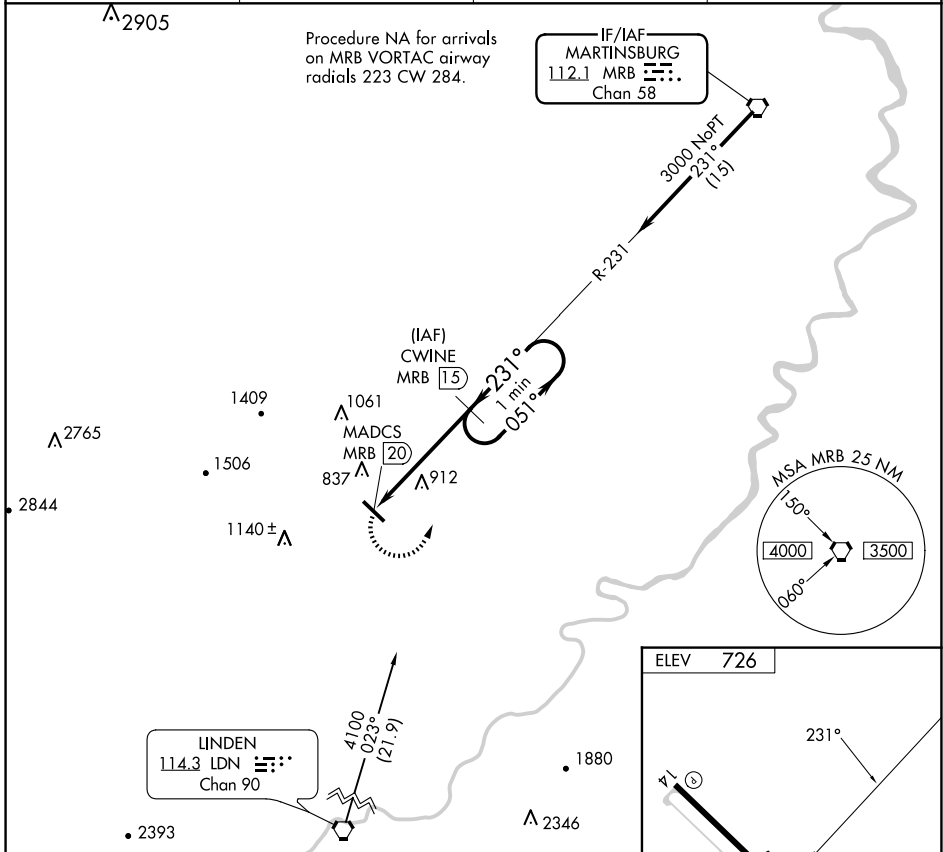 2905
Procedure NA for arrivals
on MRB VORTAC airway
radials 223 CW 284.
IF/IAF
MARTINSBURG
112.1 MRB
Chan 58
3000 NoPT
231°
(15)
R-231
(IAF)
CWINE
MRB 15
231°
1 min
051°
1409
1061
MADCS
MRB 20
2765
1506
837
912
2844
1140 ±
MSA MRB 25 NM
150°
4000
3500
060°
ELEV 726
231°
14
P
4100
023°
(21.9)
LINDEN
114.3 LDN
Chan 90
1880
2346
2393